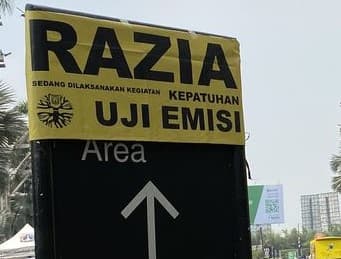 RAZIA
SEDANG DILAKSANAKAN KEGIATAN KEPATUHAN
UJI EMISI
Area